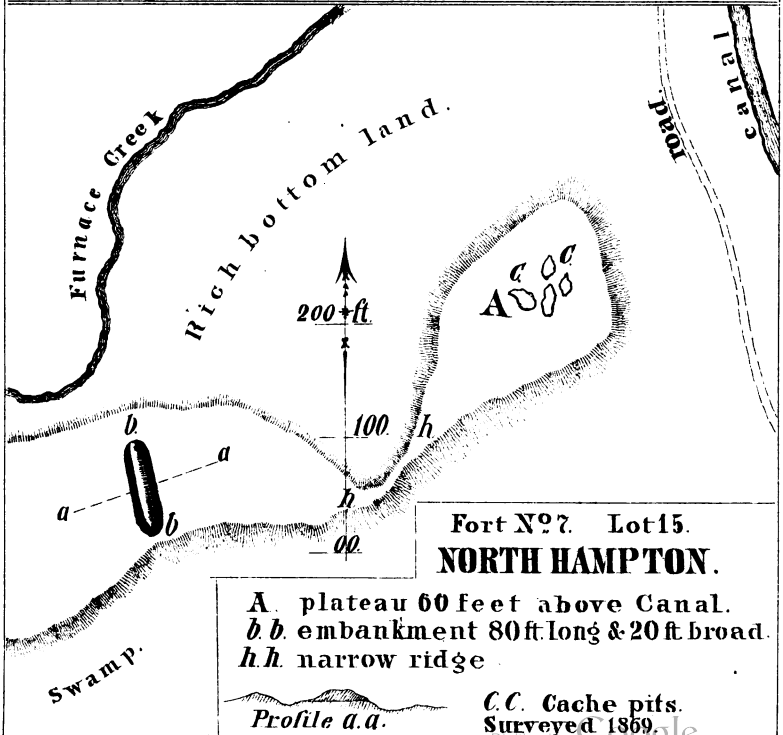 Furnace Creek
Rich bottom land.
road.
canal
C. C.
A
200 ft.
100.
h
h
00.
b.
a
a
b
Swamp.
Fort No. 7. Lot 15.
NORTH HAMPTON.
A. plateau 60 feet above Canal.
b.b. embankment 80 ft. long & 20 ft broad.
h.h. narrow ridge
Profile a.a.
C.C. Cache pits.
Surveyed 1869.
Google